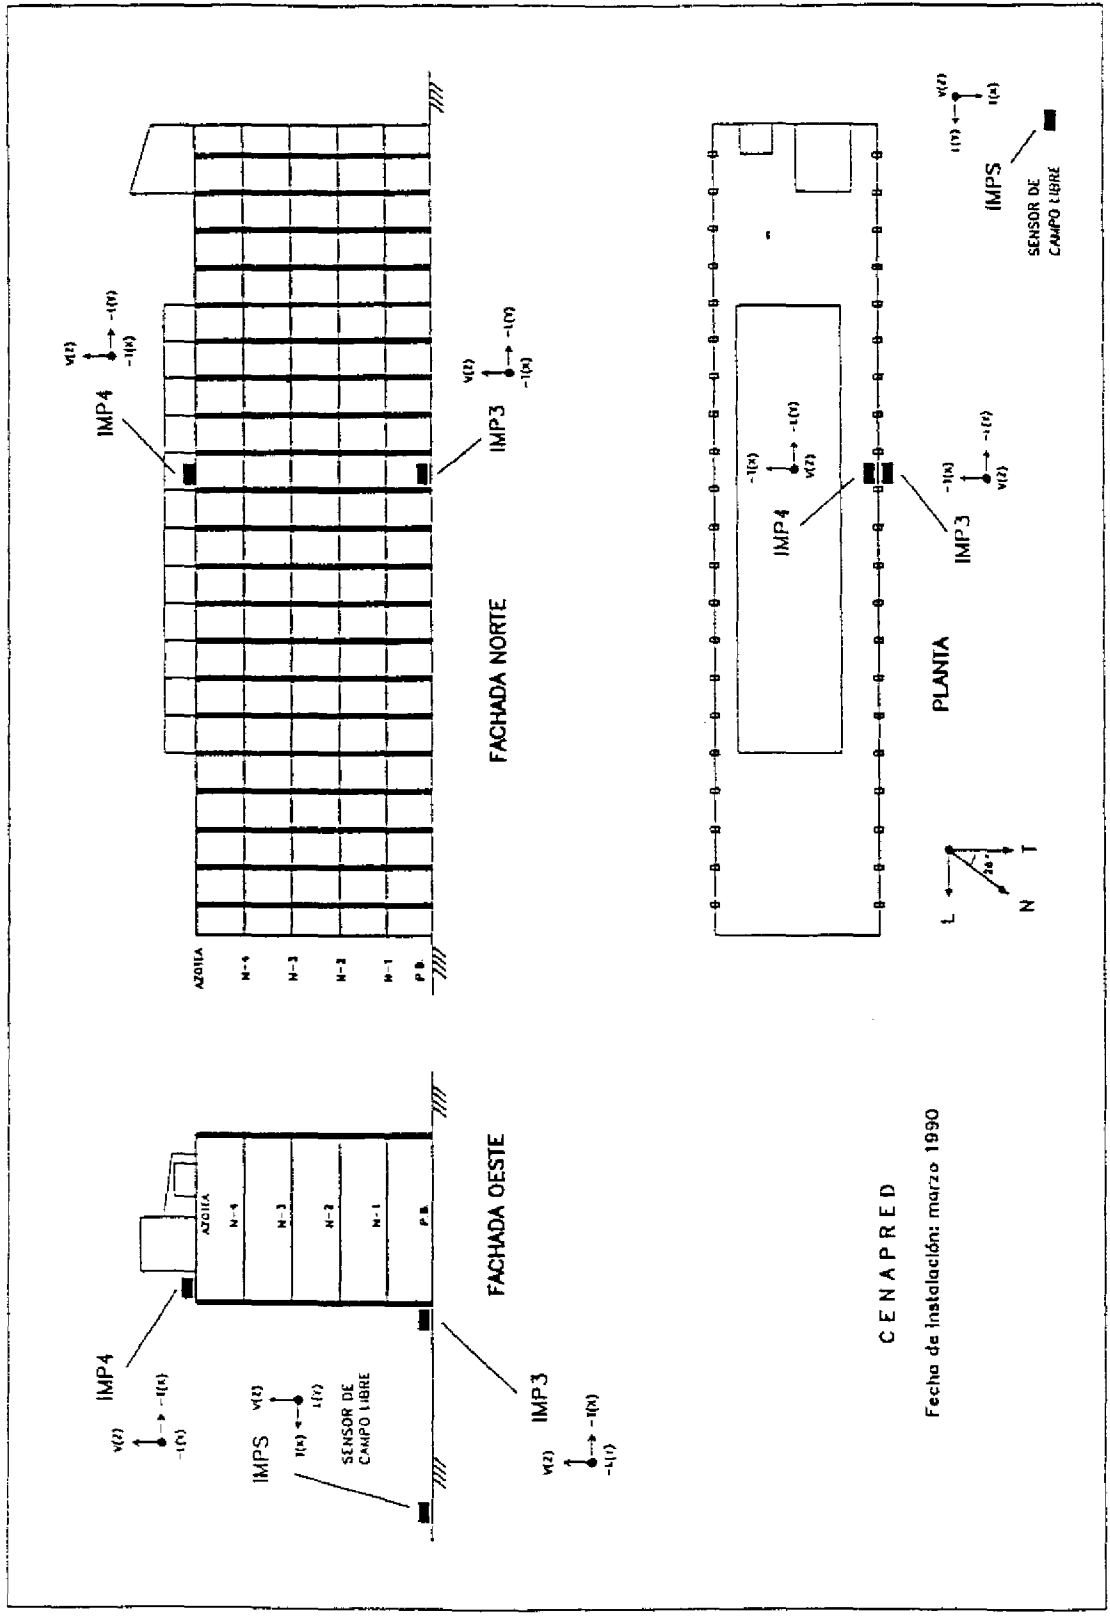 V(Z)
-L(Y)
-T(X)
IMP4
V(Z)
-L(Y)
-T(X)
IMP3
AZOTEA
N-4
N-3
N-2
N-1
P.B.
FACHADA NORTE
IMP4
V(Z)
-T(X)
-L(Y)
AZOTEA
N-4
N-3
N-2
N-1
P.B.
IMPS
V(Z)
T(X)
L(Y)
SENSOR DE
CAMPO LIBRE
IMP3
V(Z)
-T(X)
FACHADA OESTE
-T(X)
-L(Y)
V(Z)
IMP4
IMP3
-T(X)
-L(Y)
V(Z)
V(Z)
L(Y)
T(X)
IMPS
SENSOR DE
CAMPO LIBRE
PLANTA
L
N
T
CENAPRED
Fecha de instalación: marzo 1990